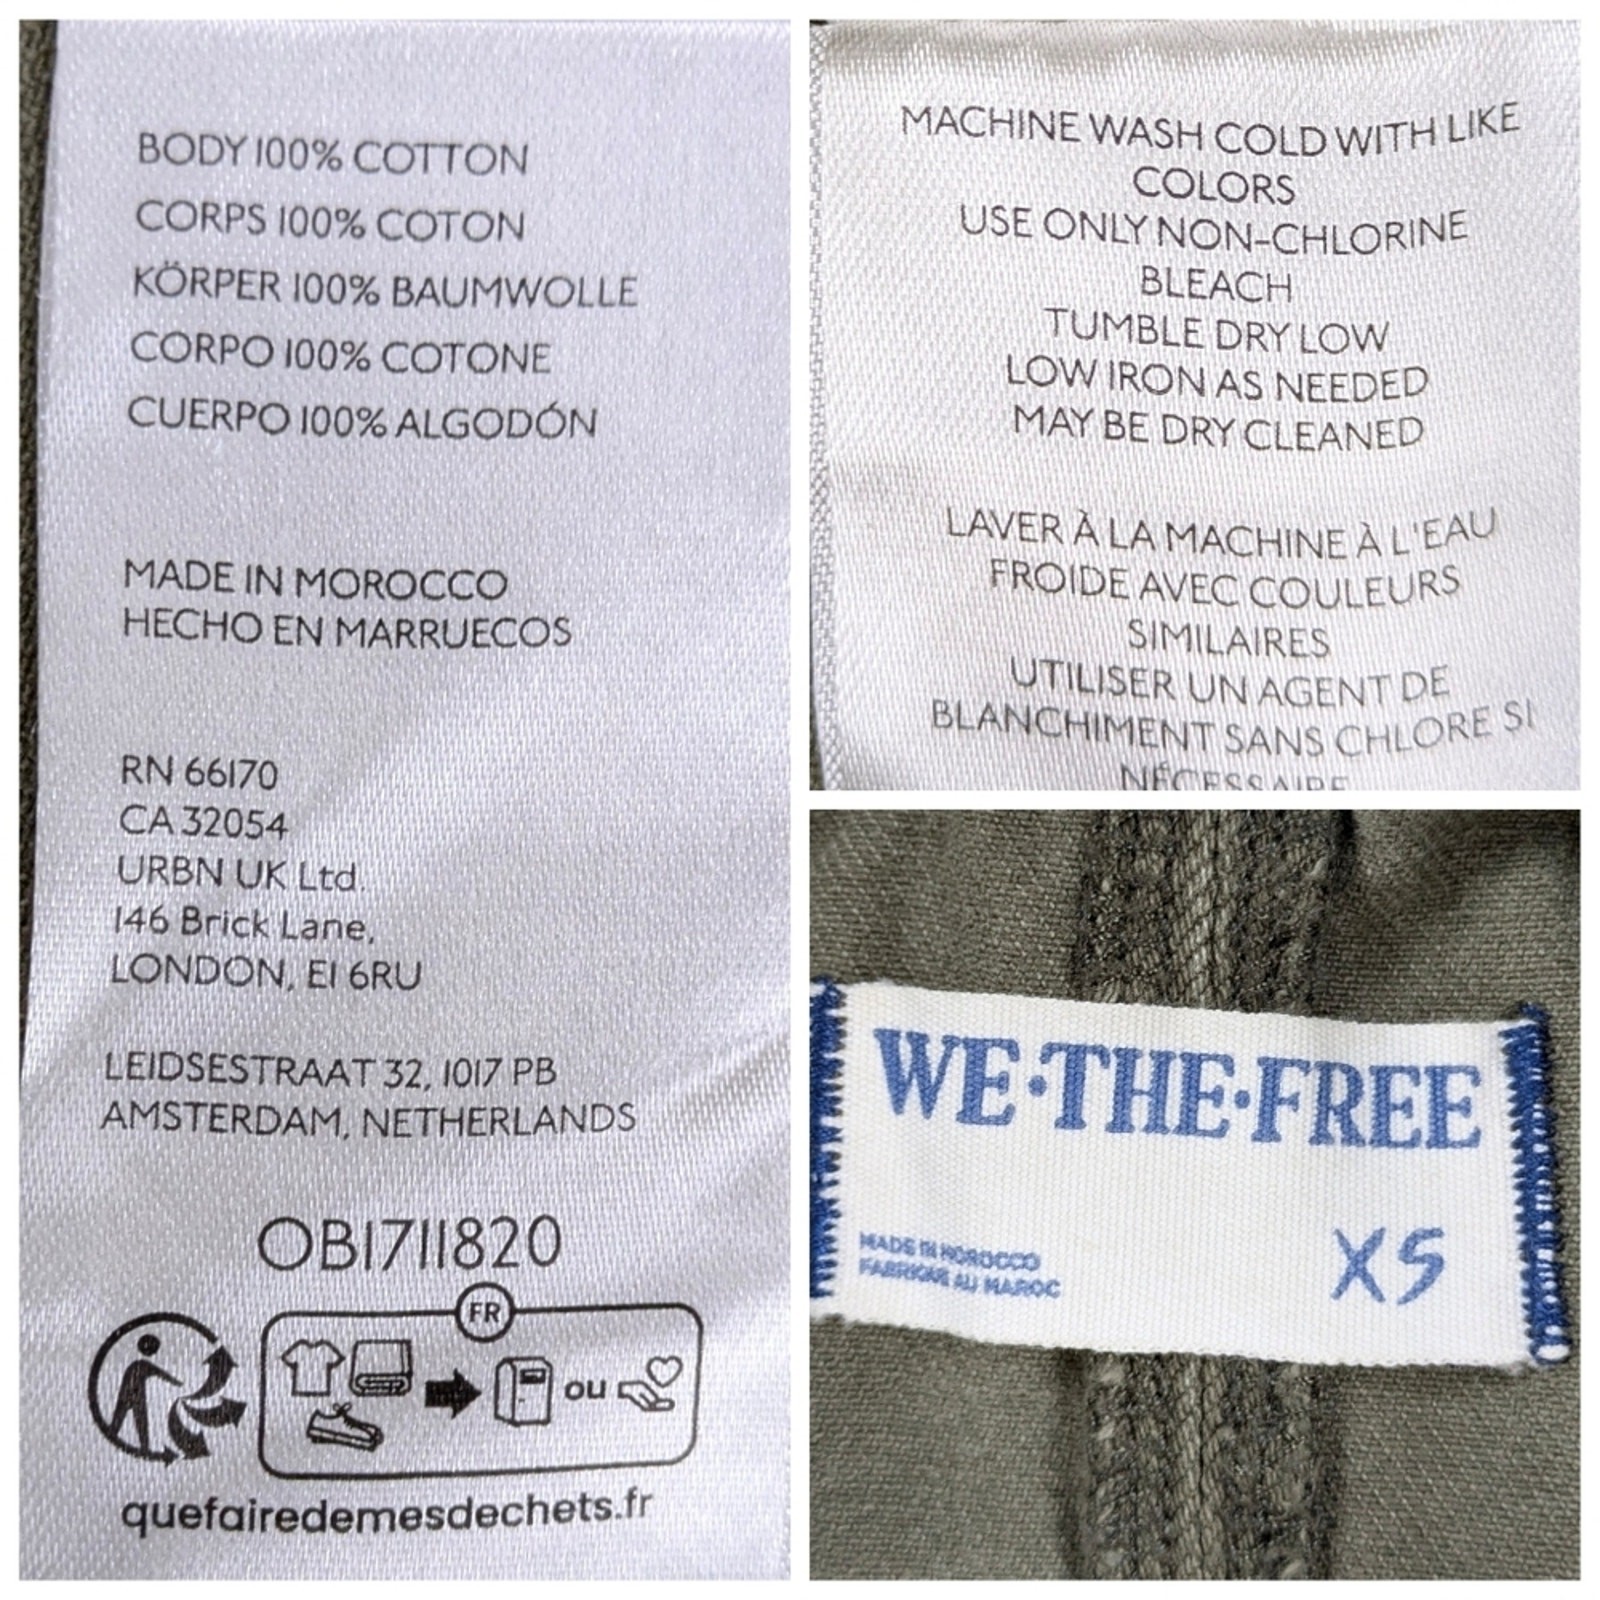 BODY 100% COTTON
CORPS 100% COTON
KÖRPER 100% BAUMWOLLE
CORPO 100% COTONE
CUERPO 100% ALGODÓN
MADE IN MOROCCO
HECHO EN MARRUECOS
RN 66170
CA 32054
URBN UK Ltd.
146 Brick Lane,
LONDON, E1 6RU
LEIDSESTRAAT 32, 1017 PB
AMSTERDAM, NETHERLANDS
OB1711820
FR
ou
quefairedemesdechets.fr
MACHINE WASH COLD WITH LIKE
COLORS
USE ONLY NON-CHLORINE
BLEACH
TUMBLE DRY LOW
LOW IRON AS NEEDED
MAY BE DRY CLEANED
LAVER À LA MACHINE À L'EAU
FROIDE AVEC COULEURS
SIMILAIRES
UTILISER UN AGENT DE
BLANCHIMENT SANS CHLORE SI
NÉCESSAIRE
WE·THE·FREE
XS
MADE IN MOROCCO
FABRIQUE AU MAROC